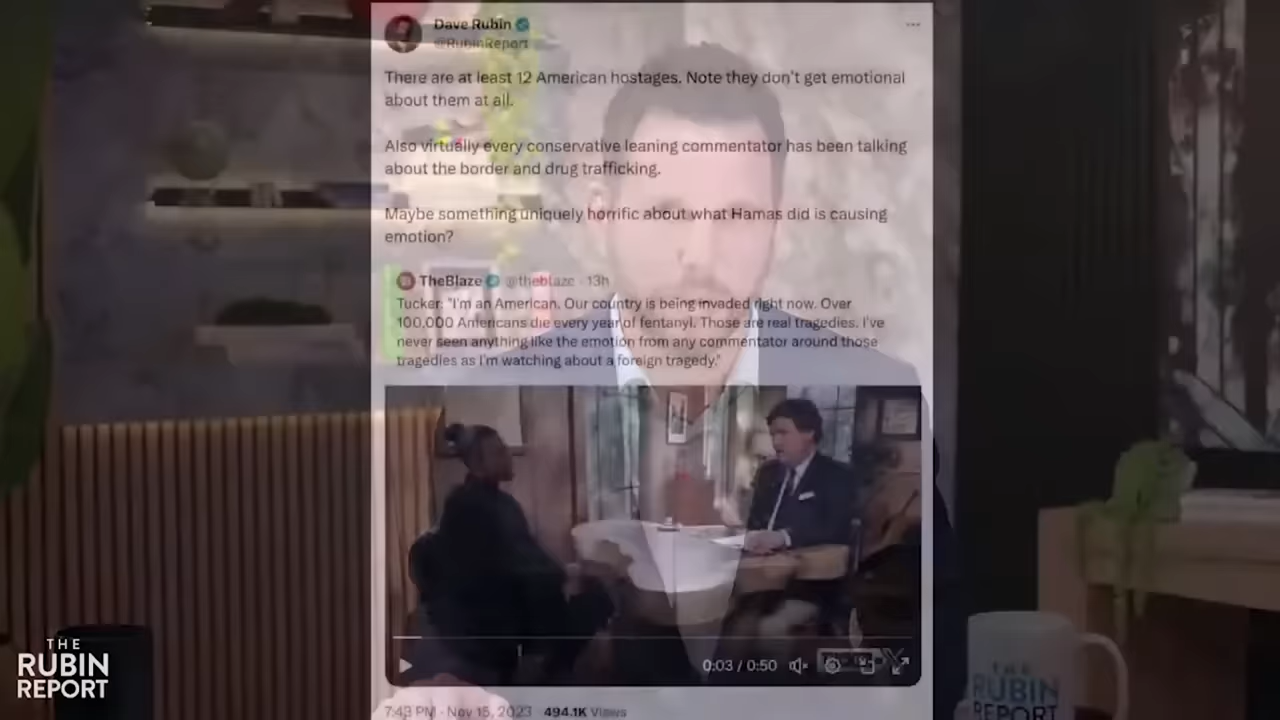 Dave Rubin
@RubinReport
There are at least 12 American hostages. Note they don't get emotional
about them at all.
Also virtually every conservative leaning commentator has been talking
about the border and drug trafficking.
Maybe something uniquely horrific about what Hamas did is causing
emotion?
TheBlaze @theblaze · 13h
Tucker: "I'm an American. Our country is being invaded right now. Over
100,000 Americans die every year of fentanyl. Those are real tragedies. I've
never seen anything like the emotion from any commentator around those
tragedies as I'm watching about a foreign tragedy."
0:03 / 0:50
7:43 PM · Nov 15, 2023 · 494.1K Views
THE
RUBIN
REPORT
THE
RUBIN
REPORT